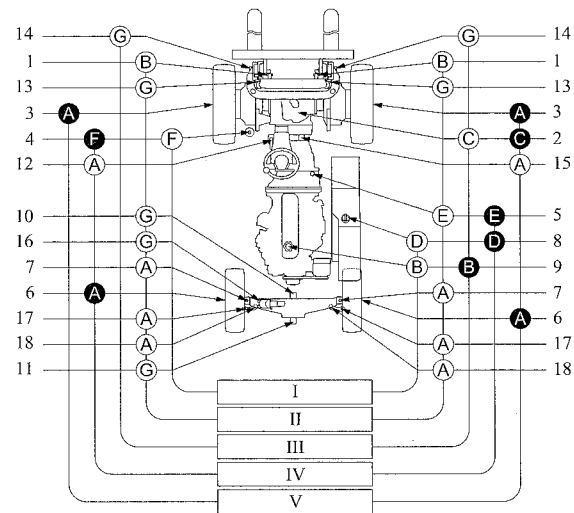 14 G G 14
1 B B 1
13 G G 13
3 A A 3
4 F F C C 2
12 A A 15
E E 5
10 G D D 8
16 G B B 9
7 A A 7
6 A A 6
17 A A 17
18 A A 18
11 G
I
II
III
IV
V